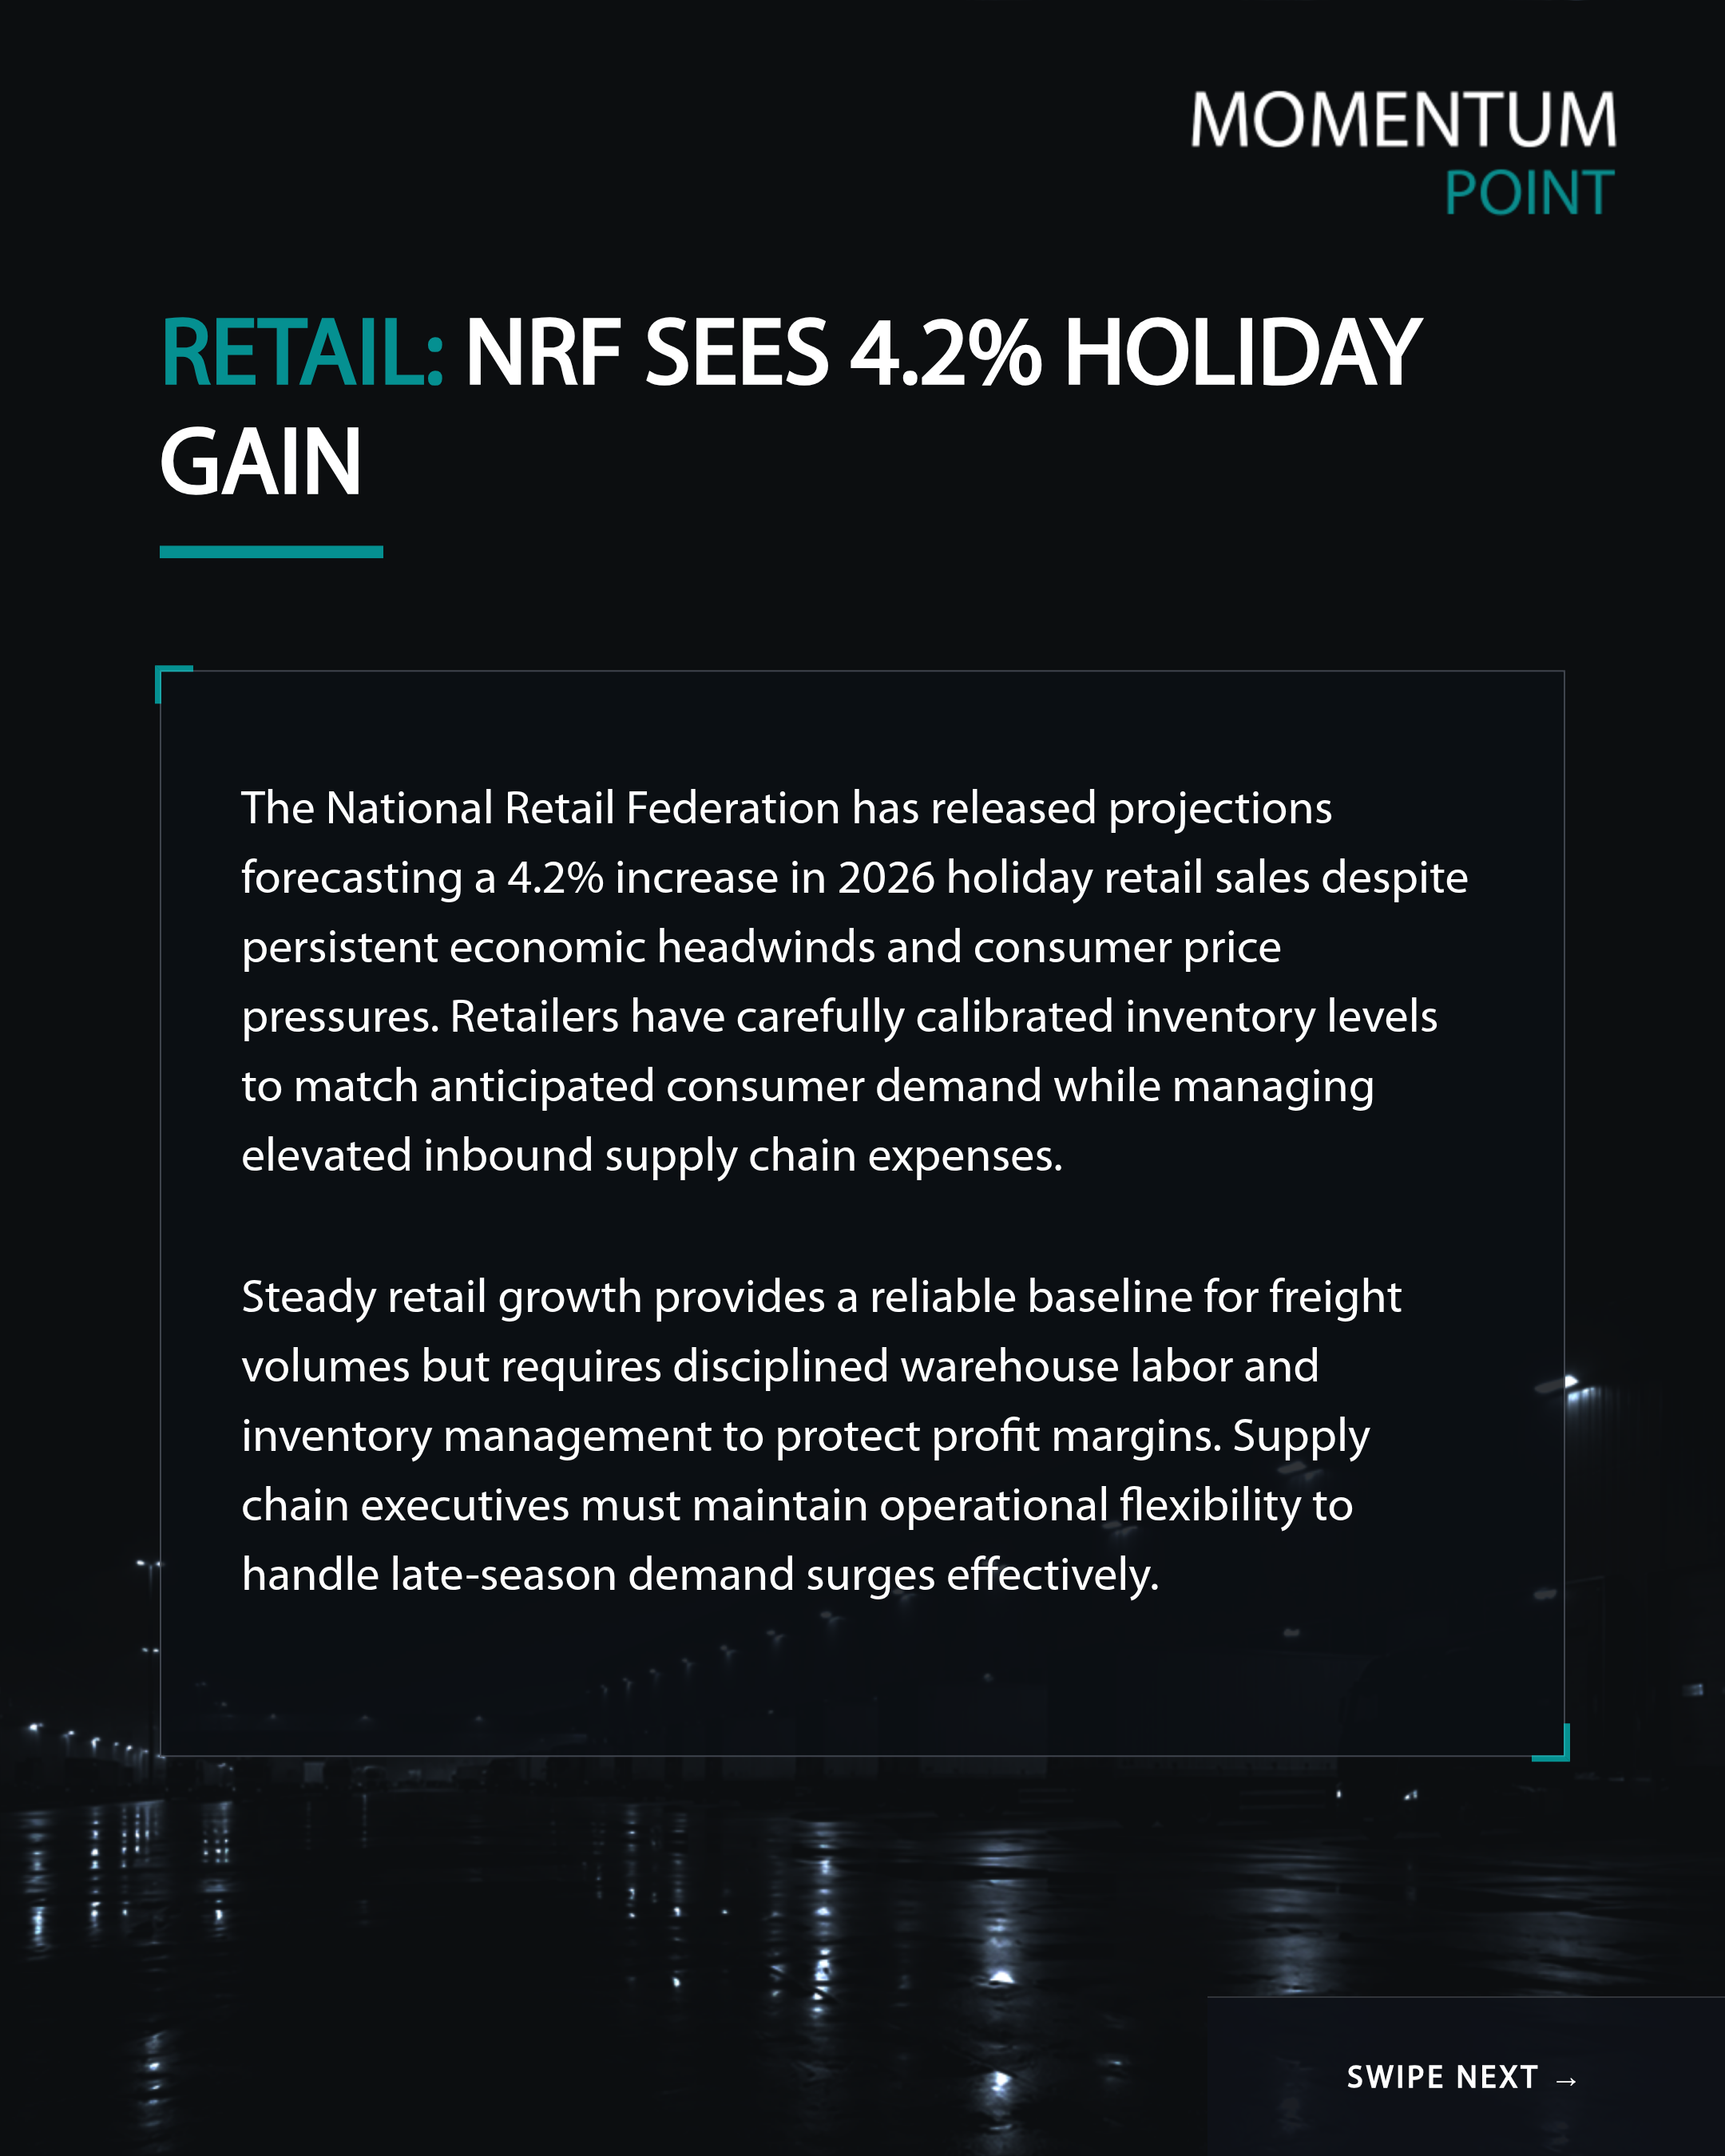 MOMENTUM
POINT
RETAIL: NRF SEES 4.2% HOLIDAY
GAIN
The National Retail Federation has released projections
forecasting a 4.2% increase in 2026 holiday retail sales despite
persistent economic headwinds and consumer price
pressures. Retailers have carefully calibrated inventory levels
to match anticipated consumer demand while managing
elevated inbound supply chain expenses.
Steady retail growth provides a reliable baseline for freight
volumes but requires disciplined warehouse labor and
inventory management to protect profit margins. Supply
chain executives must maintain operational flexibility to
handle late-season demand surges effectively.
SWIPE NEXT →